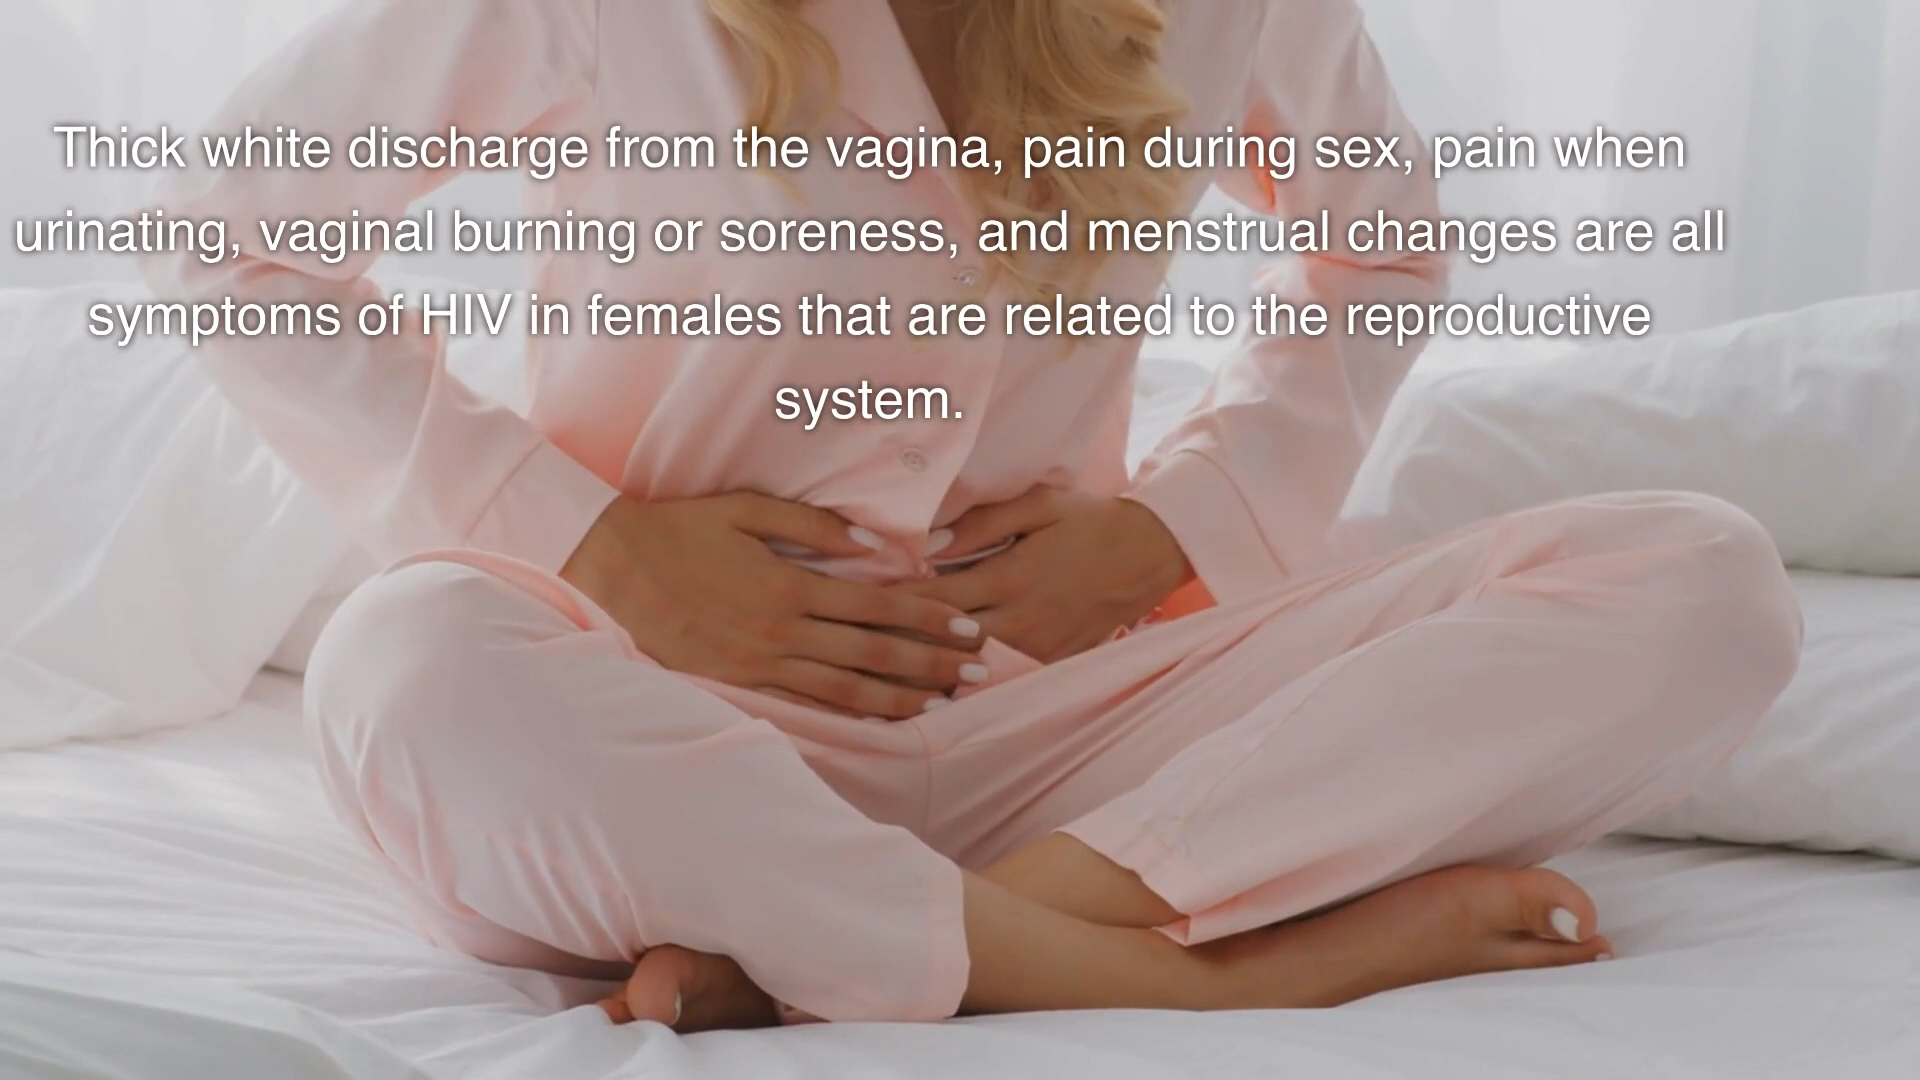 Thick white discharge from the vagina, pain during sex, pain when
urinating, vaginal burning or soreness, and menstrual changes are all
symptoms of HIV in females that are related to the reproductive
system.